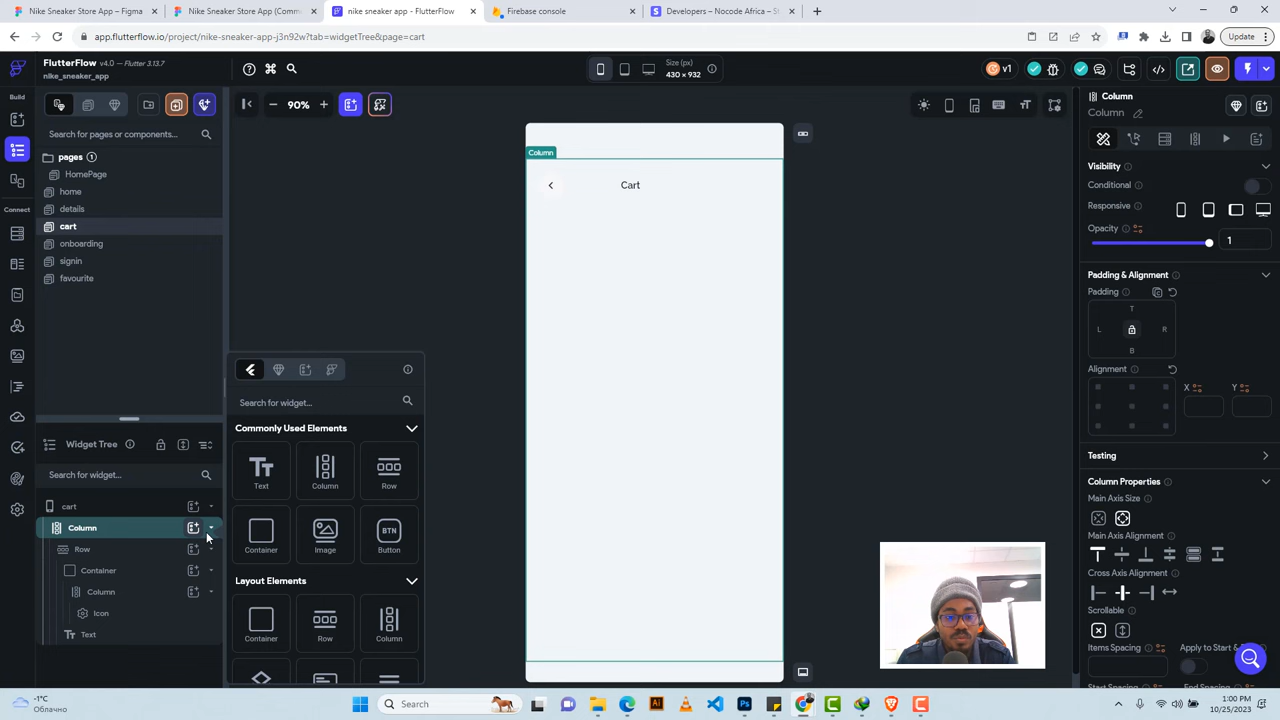 Nike Sneaker Store App – Figma
Nike Sneaker Store App (Comm
nike sneaker app - FlutterFlow
Firebase console
Developers – Nocode Africa – S
app.flutterflow.io/project/nike-sneaker-app-j3n92w?tab=widgetTree&page=cart
Update
FlutterFlow v4.0 – Flutter 3.13.7
nike_sneaker_app
Size (px)
430 × 932
v1
Build
90%
Search for pages or components...
pages 1
HomePage
home
details
cart
onboarding
signin
favourite
Connect
Column
Cart
Search for widget...
Commonly Used Elements
Text
Column
Row
Container
Image
BTN
Button
Layout Elements
Container
Row
Column
Widget Tree
Search for widget...
cart
Column
Row
Container
Column
Icon
Text
Column
Column
Visibility
Conditional
Responsive
Opacity
1
Padding & Alignment
Padding
T
L
R
B
Alignment
X
Y
Testing
Column Properties
Main Axis Size
Main Axis Alignment
Cross Axis Alignment
Scrollable
Items Spacing
Apply to Start &
-1°C
Облачно
Search
1:00 PM
10/25/2023